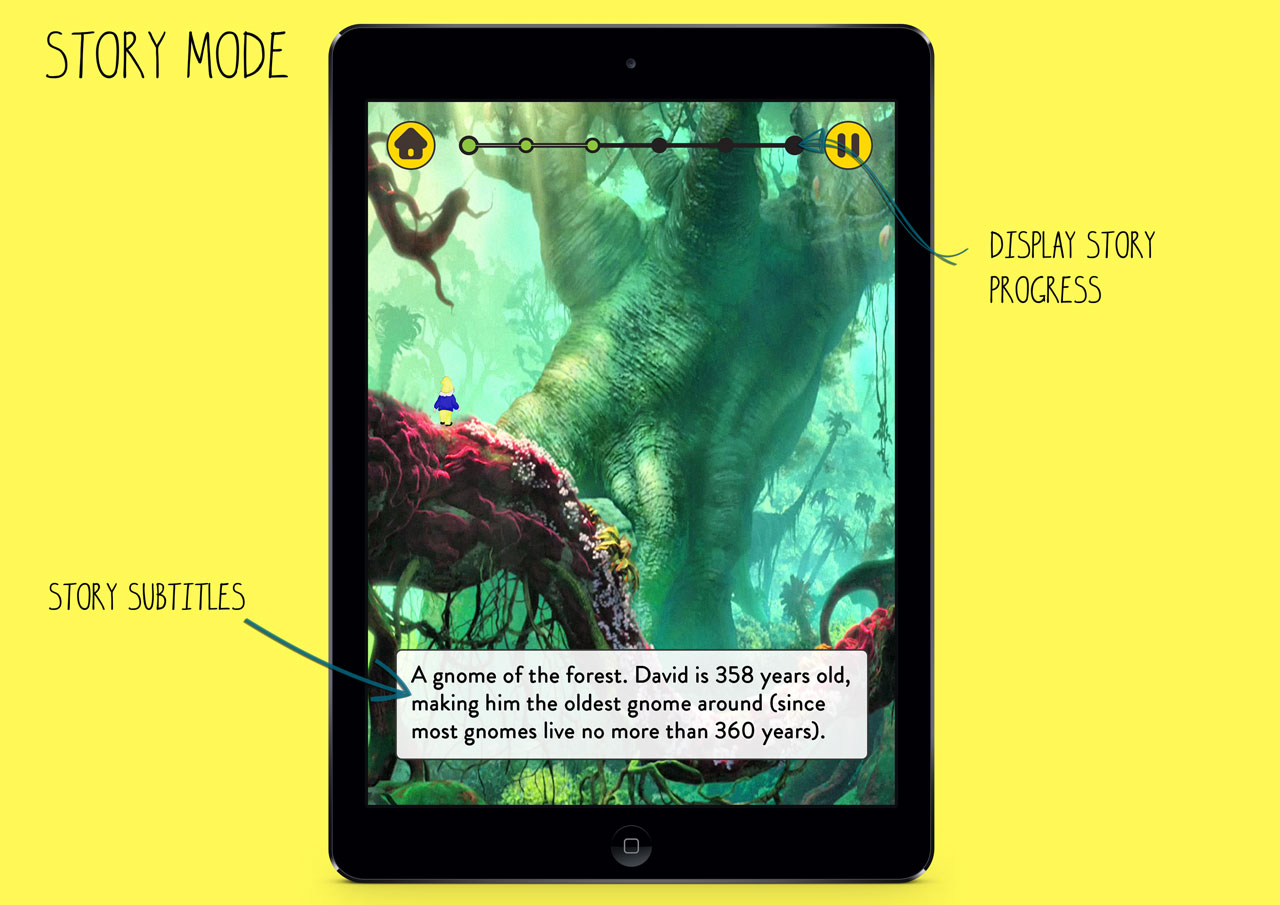 STORY MODE
DISPLAY STORY
PROGRESS
STORY SUBTITLES
A gnome of the forest. David is 358 years old,
making him the oldest gnome around (since
most gnomes live no more than 360 years).